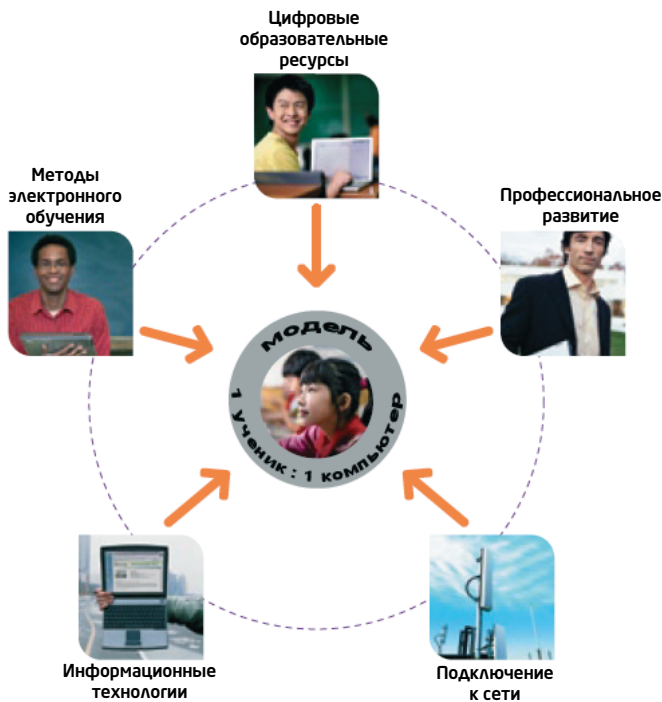 Цифровые
образовательные
ресурсы
Методы
электронного
обучения
Профессиональное
развитие
модель
1 ученик : 1 компьютер
Информационные
технологии
Подключение
к сети